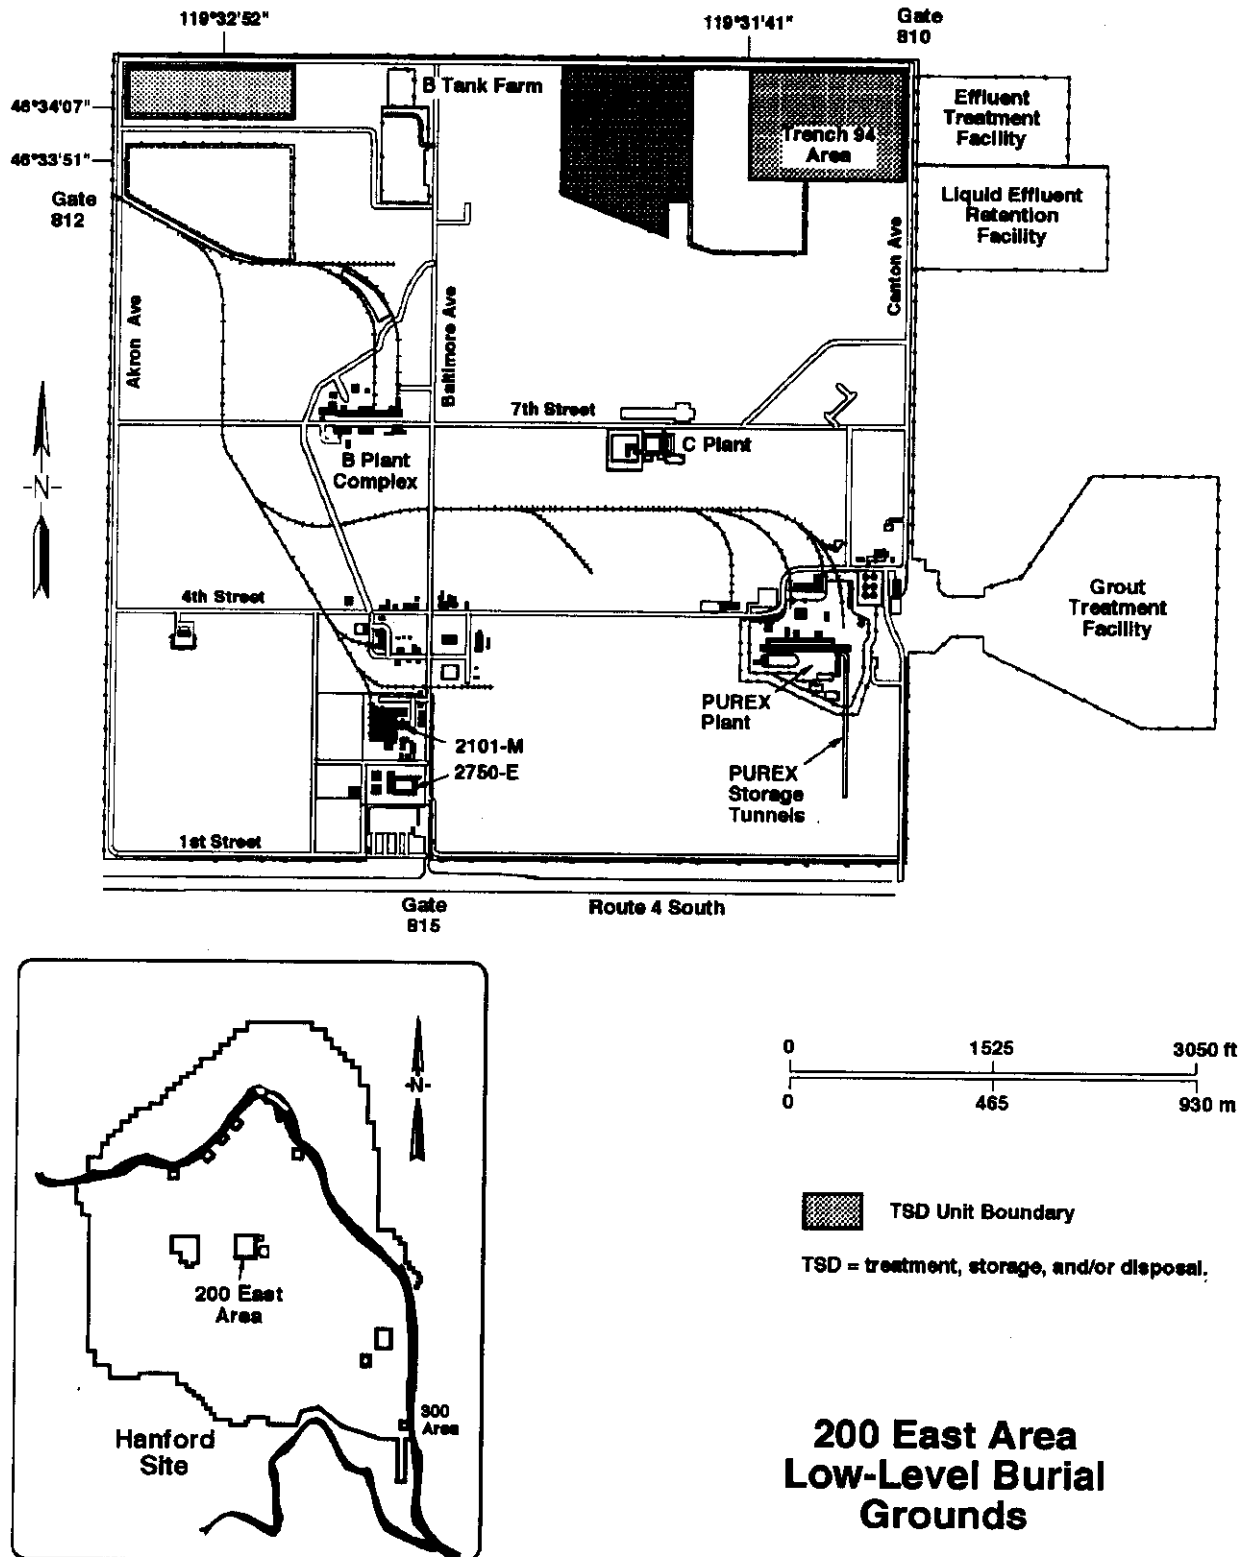 119°32'52"
119°31'41"
Gate
810
B Tank Farm
46°34'07"
Effluent
Treatment
Facility
Trench 94
Area
46°33'51"
Gate
812
Liquid Effluent
Retention
Facility
Akron Ave
Baltimore Ave
Canton Ave
7th Street
C Plant
B Plant
Complex
-N-
4th Street
Grout
Treatment
Facility
PUREX
Plant
2101-M
2750-E
PUREX
Storage
Tunnels
1st Street
Gate
815
Route 4 South
-N-
0 1525 3050 ft
0 465 930 m
TSD Unit Boundary
TSD = treatment, storage, and/or disposal.
200 East
Area
300
Area
Hanford
Site
200 East Area
Low-Level Burial
Grounds